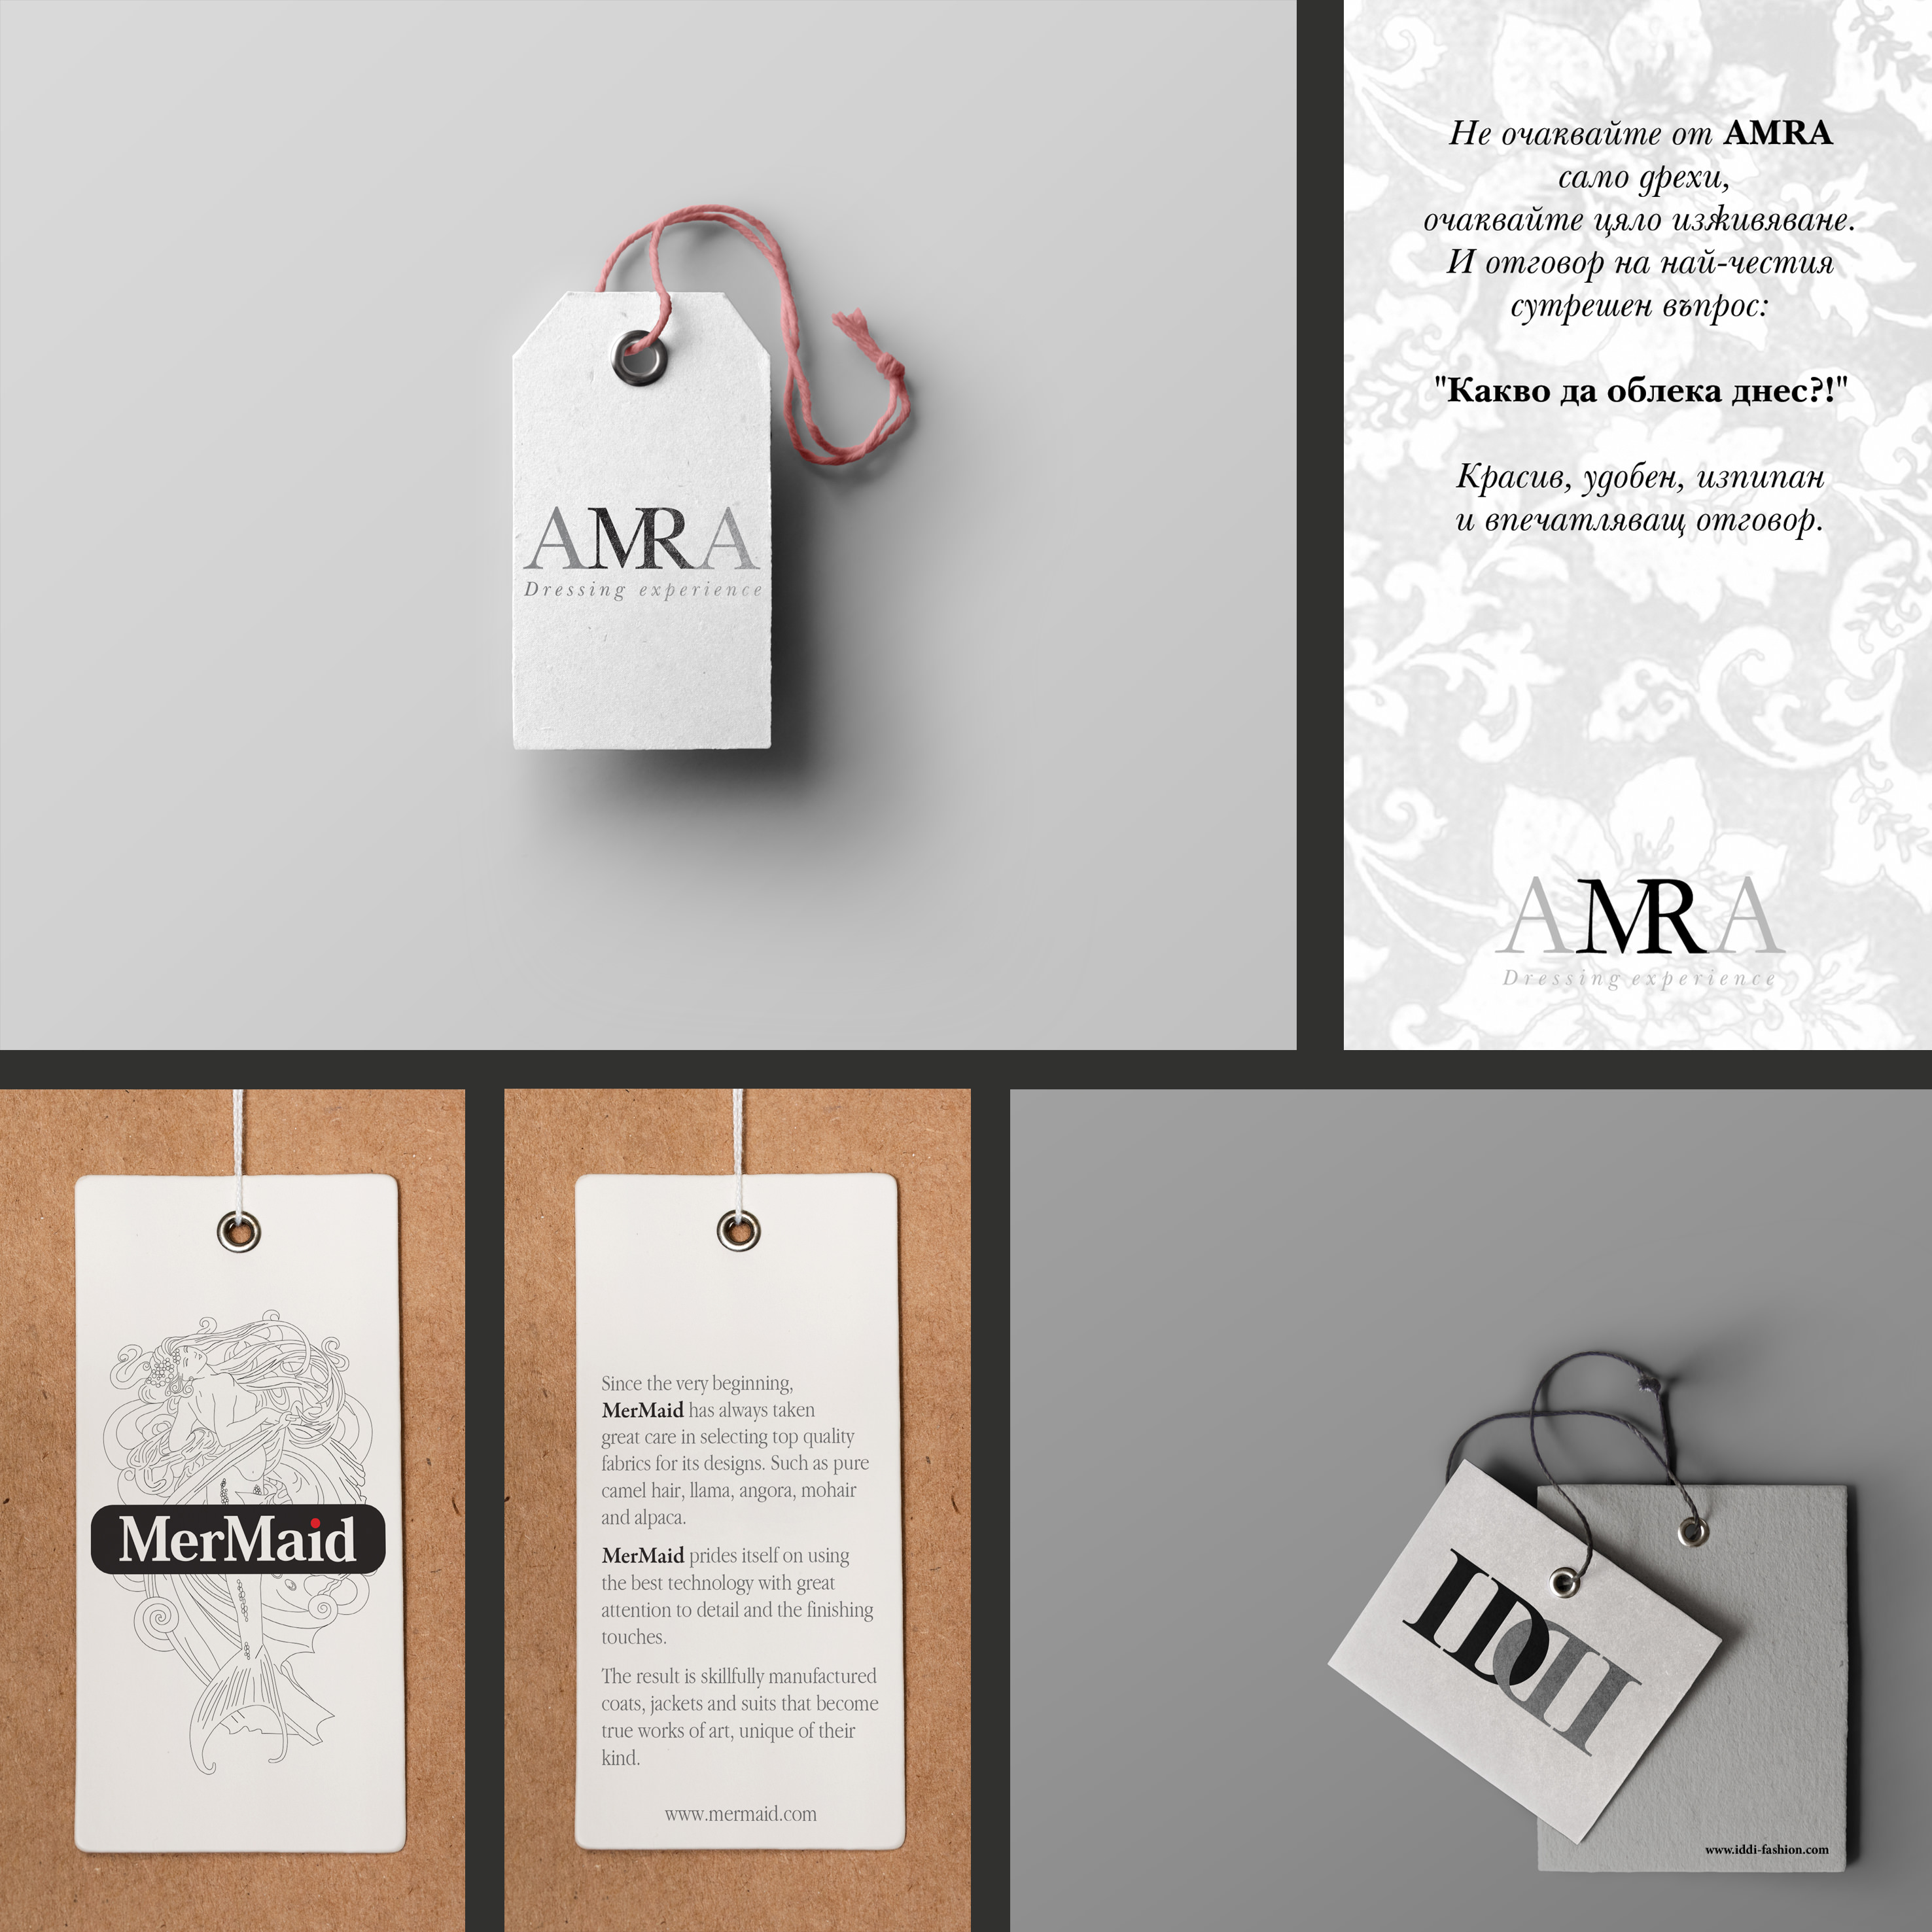 AMRA
Dressing experience
Не очаквайте от AMRA
само дрехи,
очаквайте цяло изживяване.
И отговор на най-честия
сутрешен въпрос:
"Какво да облека днес?!"
Красив, удобен, изпипан
и впечатляващ отговор.
AMRA
Dressing experience
MerMaid
Since the very beginning,
MerMaid has always taken
great care in selecting top quality
fabrics for its designs. Such as pure
camel hair, llama, angora, mohair
and alpaca.
MerMaid prides itself on using
the best technology with great
attention to detail and the finishing
touches.
The result is skillfully manufactured
coats, jackets and suits that become
true works of art, unique of their
kind.
www.mermaid.com
IDDI
www.iddi-fashion.com